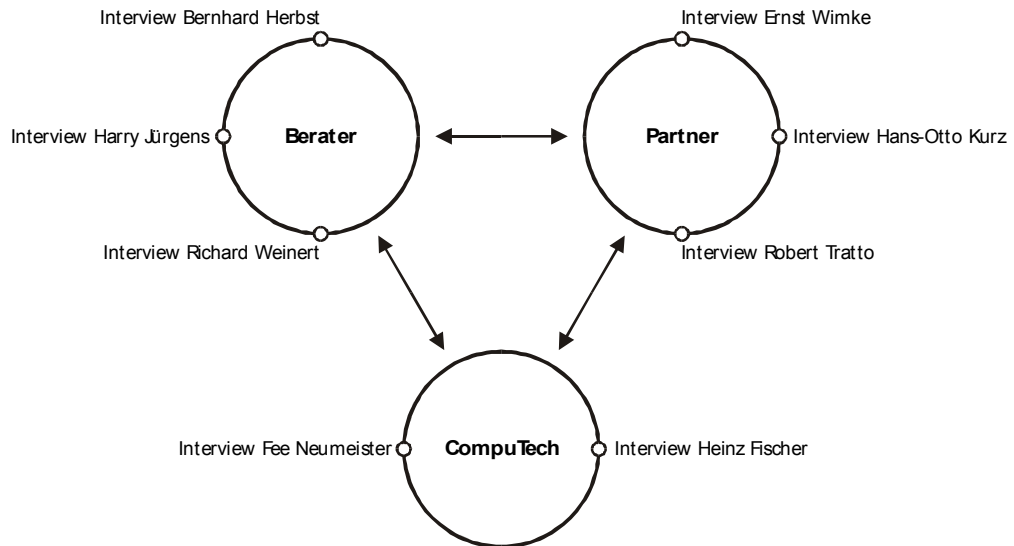 Interview Bernhard Herbst
Interview Ernst Wimke
Interview Harry Jürgens
Berater
Partner
Interview Hans-Otto Kurz
Interview Richard Weinert
Interview Robert Tratto
Interview Fee Neumeister
CompuTech
Interview Heinz Fischer